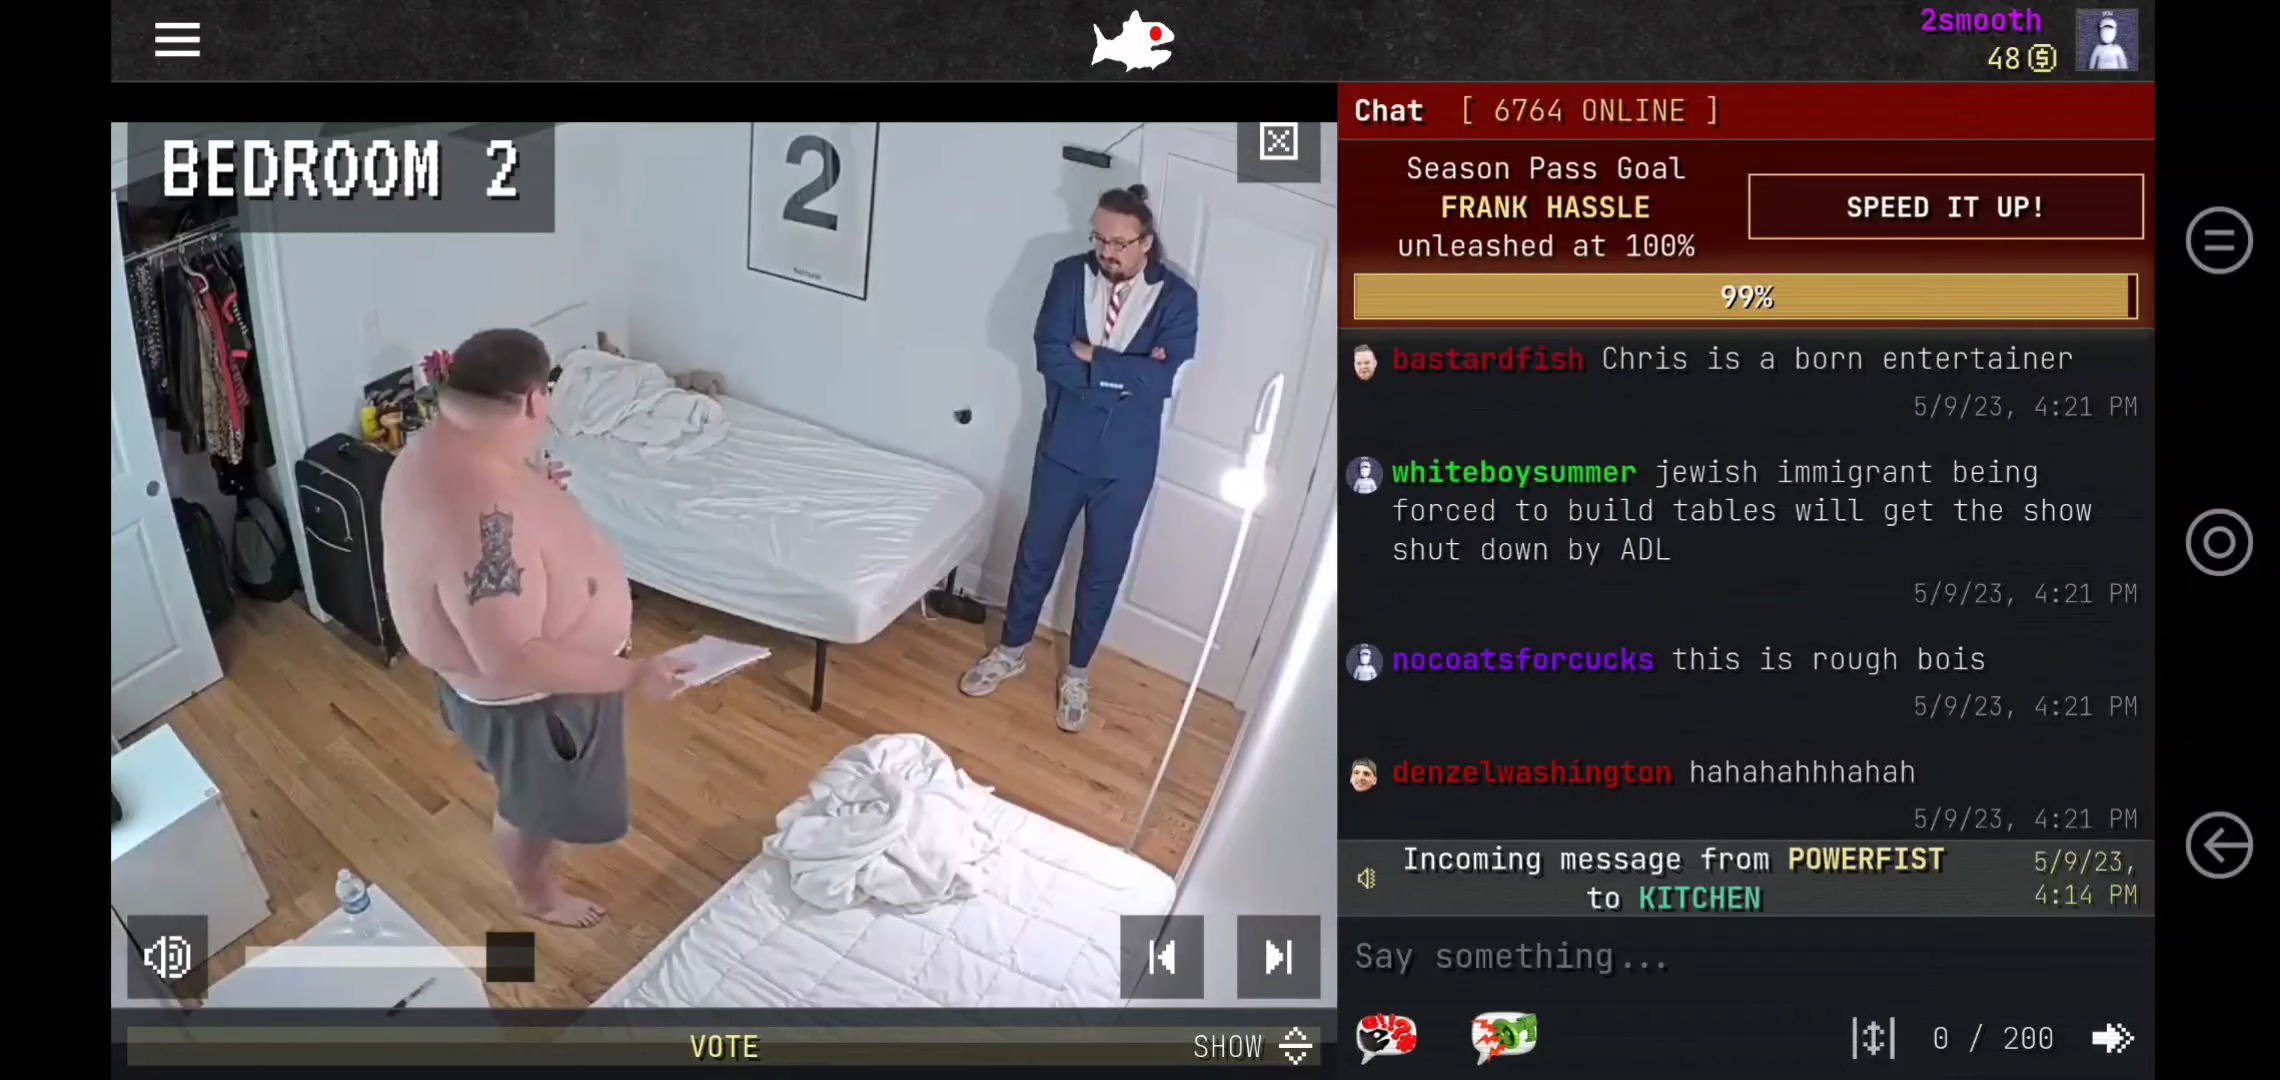 2smooth
48
BEDROOM 2
2
Chat [ 6764 ONLINE ]
Season Pass Goal
FRANK HASSLE
unleashed at 100%
SPEED IT UP!
99%
bastardfish Chris is a born entertainer
5/9/23, 4:21 PM
whiteboysummer jewish immigrant being
forced to build tables will get the show
shut down by ADL
5/9/23, 4:21 PM
nocoatsforcucks this is rough bois
5/9/23, 4:21 PM
denzelwashington hahahahhhahah
5/9/23, 4:21 PM
Incoming message from POWERFIST
to KITCHEN
5/9/23,
4:14 PM
Say something...
VOTE
SHOW
0 / 200